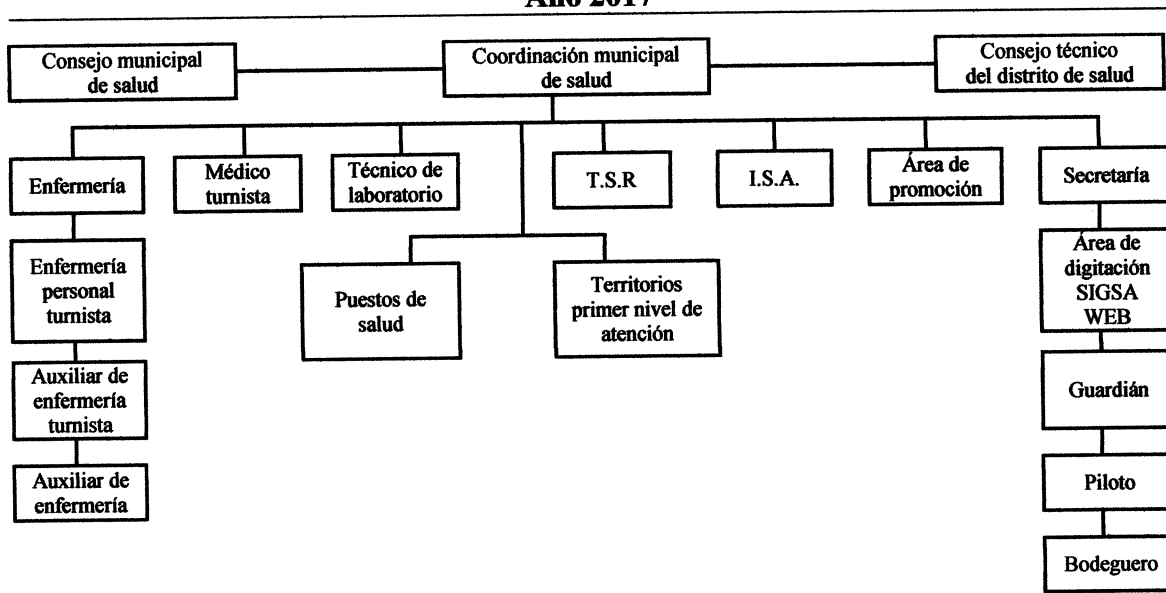 Año 2017
Consejo municipal
de salud
Coordinación municipal
de salud
Consejo técnico
del distrito de salud
Enfermería
Médico
turnista
Técnico de
laboratorio
T.S.R
I.S.A.
Área de
promoción
Secretaría
Enfermería
personal
turnista
Puestos de
salud
Territorios
primer nivel de
atención
Área de
digitación
SIGSA
WEB
Auxiliar de
enfermería
turnista
Guardián
Auxiliar de
enfermería
Piloto
Bodeguero